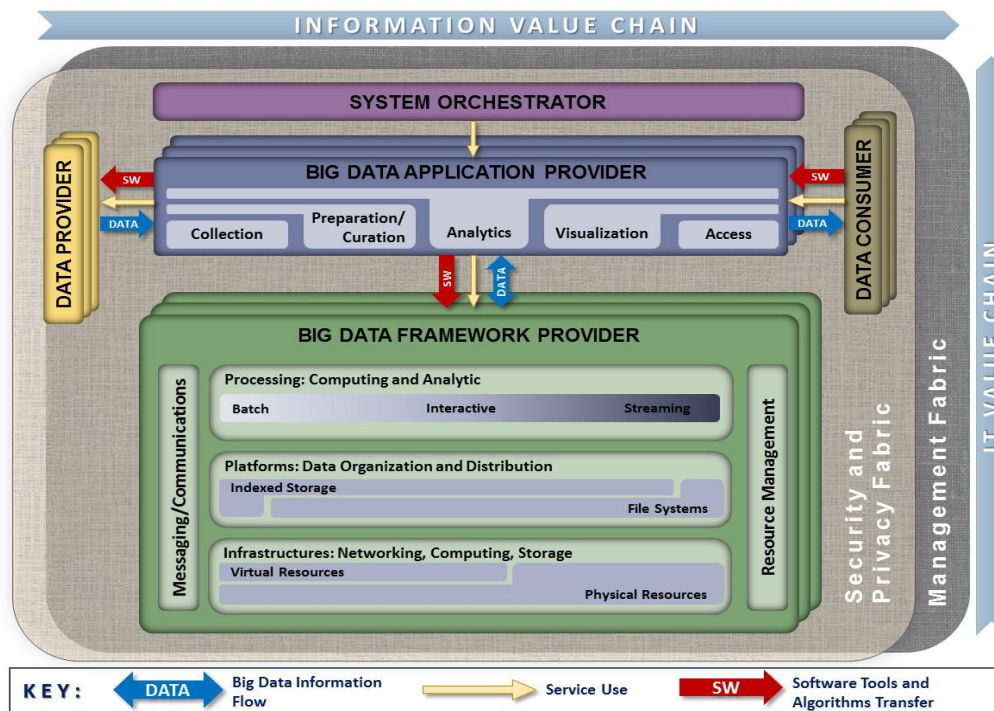 INFORMATION VALUE CHAIN
SYSTEM ORCHESTRATOR
DATA PROVIDER
SW
DATA
BIG DATA APPLICATION PROVIDER
Collection
Preparation/
Curation
Analytics
Visualization
Access
SW
DATA
DATA CONSUMER
SW
DATA
BIG DATA FRAMEWORK PROVIDER
Messaging/Communications
Processing: Computing and Analytic
Batch
Interactive
Streaming
Platforms: Data Organization and Distribution
Indexed Storage
File Systems
Infrastructures: Networking, Computing, Storage
Virtual Resources
Physical Resources
Resource Management
Security and
Privacy Fabric
Management Fabric
IT VALUE CHAIN
KEY:
DATA
Big Data Information
Flow
Service Use
SW
Software Tools and
Algorithms Transfer